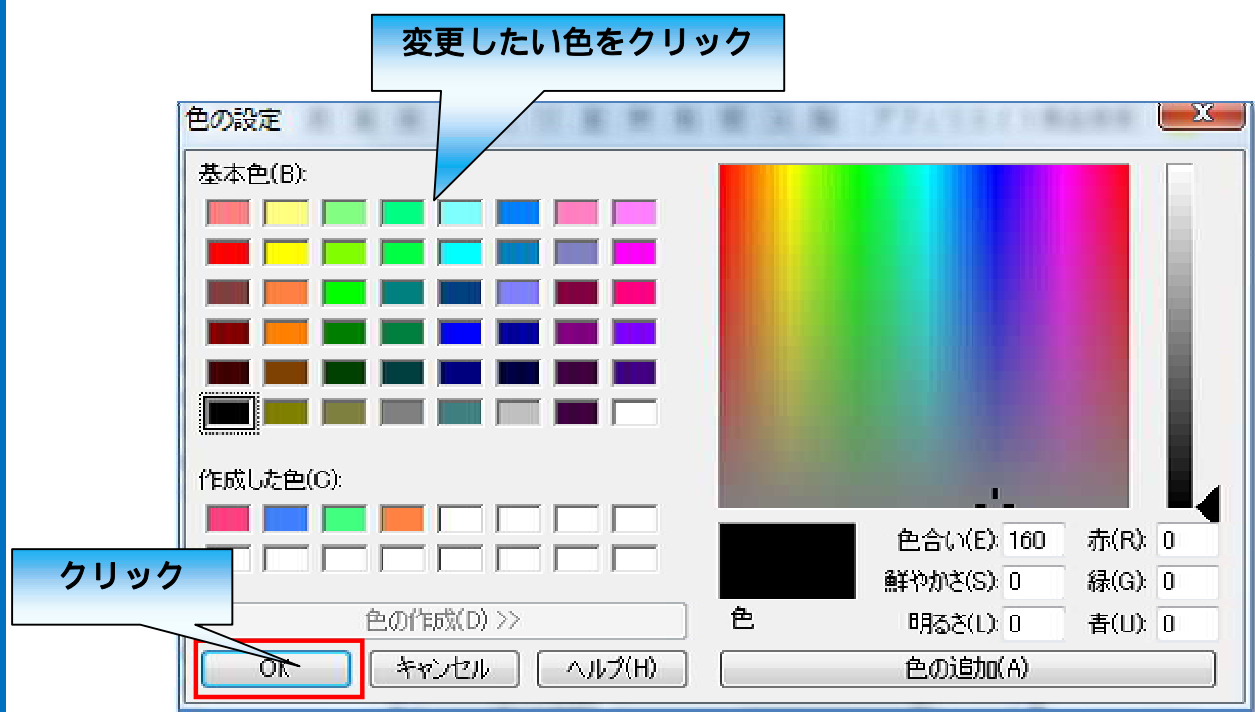 変更したい色をクリック
色の設定
X
基本色(B):
作成した色(C):
クリック
色の作成(D) >>
OK
キャンセル
ヘルプ(H)
色
色合い(E): 160
鮮やかさ(S): 0
明るさ(L): 0
赤(R): 0
緑(G): 0
青(U): 0
色の追加(A)